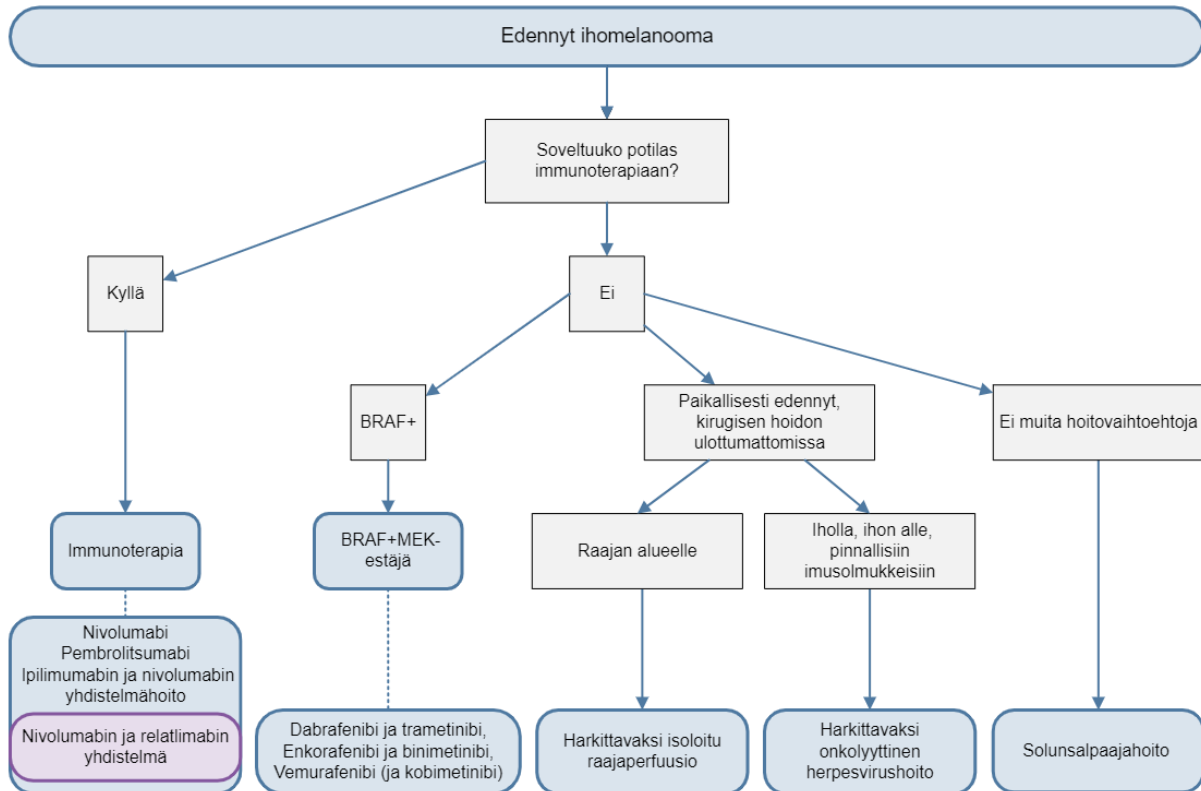 Edennyt ihomelanooma
Soveltuuko potilas
immunoterapiaan?
Kyllä
Ei
BRAF+
Paikallisesti edennyt,
kirugisen hoidon
ulottumattomissa
Ei muita hoitovaihtoehtoja
Immunoterapia
BRAF+MEK-
estäjä
Raajan alueelle
Iholla, ihon alle,
pinnallisiin
imusolmukkeisiin
Nivolumabi
Pembrolitsumabi
Ipilimumabin ja nivolumabin
yhdistelmähoito
Nivolumabin ja relatlimabin
yhdistelmä
Dabrafenibi ja trametinibi,
Enkorafenibi ja binimetinibi,
Vemurafenibi (ja kobimetinibi)
Harkittavaksi isoloitu
raajaperfuusio
Harkittavaksi
onkolyyttinen
herpesvirushoito
Solunsalpaajahoito